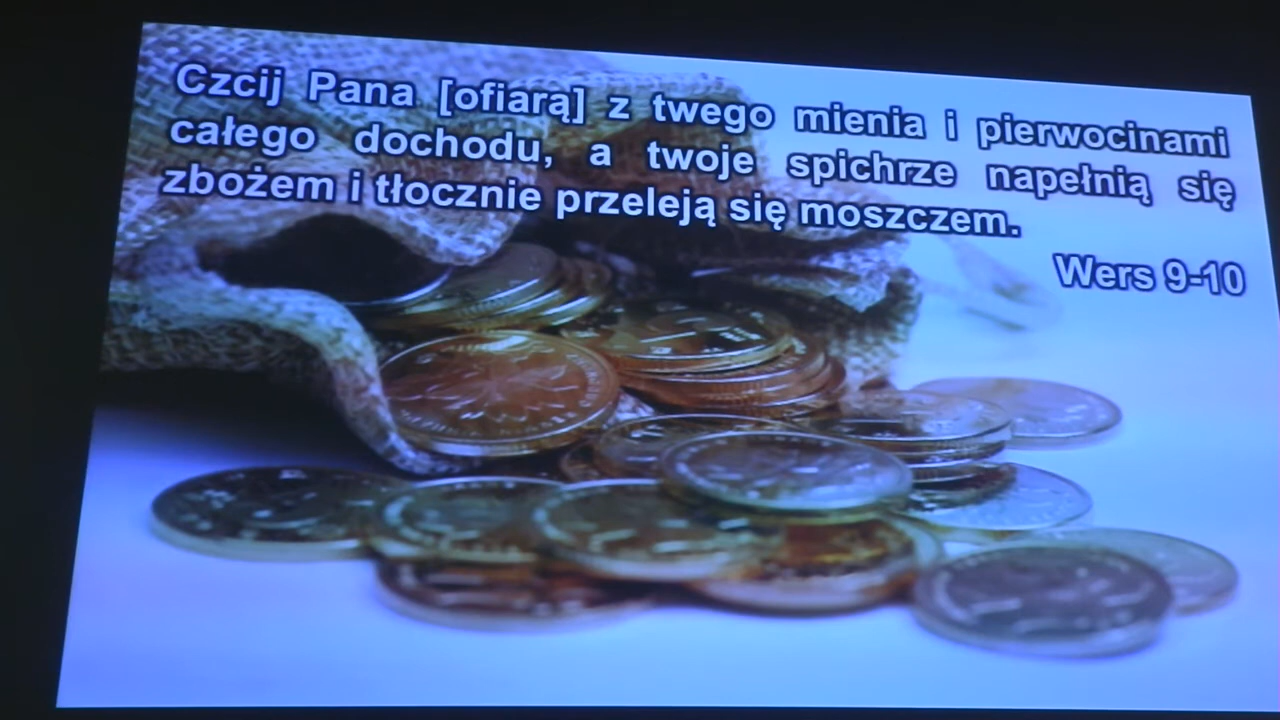 Czcij Pana [ofiarą] z twego mienia i pierwocinami
całego dochodu, a twoje spichrze napełnią się
zbożem i tłocznie przeleją się moszczem.
Wers 9-10